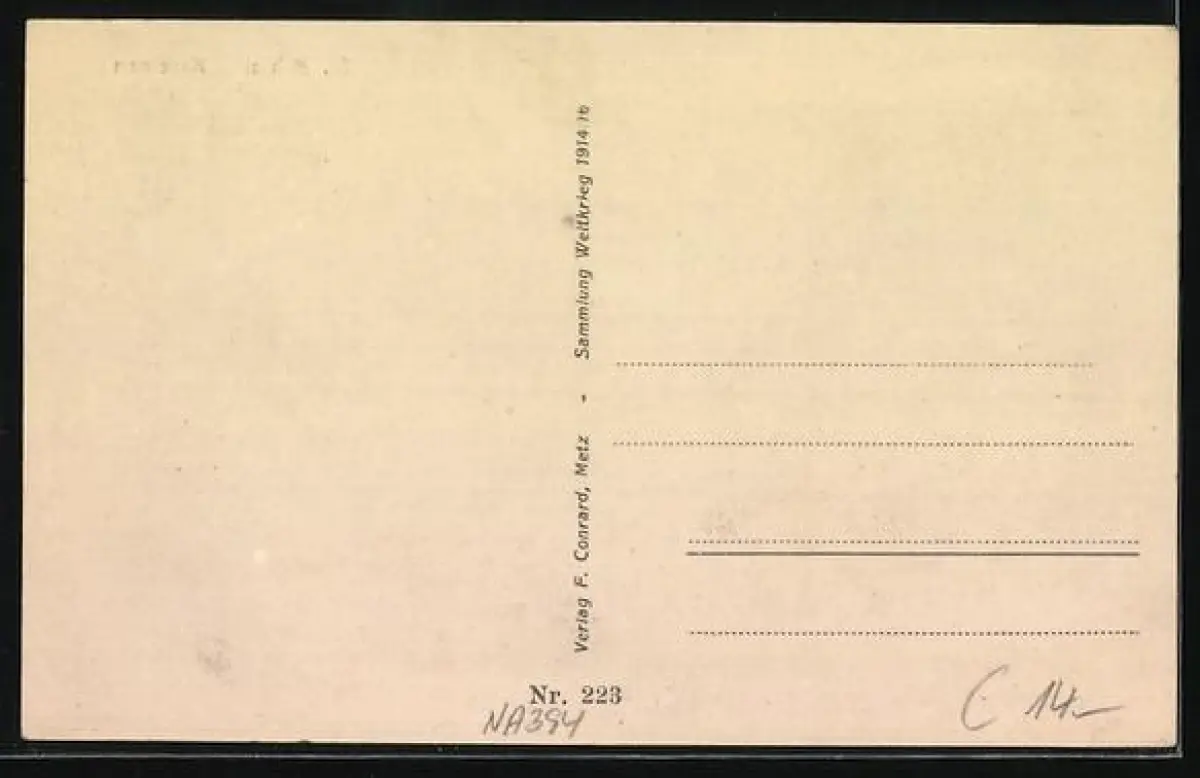 Verlag F. Conrard, Metz - Sammlung Weltkrieg 1914/16
Nr. 223
NA394
€ 14.-